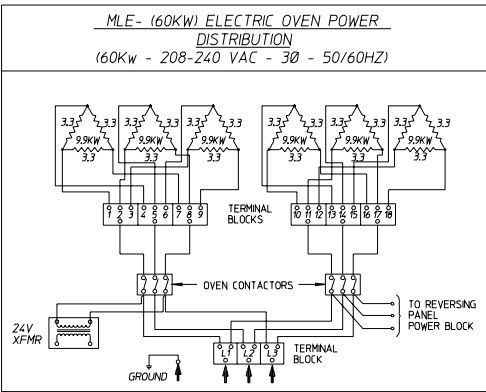 MLE- (60KW) ELECTRIC OVEN POWER
DISTRIBUTION
(60Kw - 208-240 VAC - 3Ø - 50/60HZ)
3.3 3.3 3.3 3.3 3.3 3.3 3.3 3.3 3.3 3.3 3.3 3.3
9.9KW 9.9KW 9.9KW 9.9KW 9.9KW 9.9KW
3.3 3.3 3.3 3.3 3.3 3.3
1 2 3 4 5 6 7 8 9
TERMINAL
BLOCKS
10 11 12 13 14 15 16 17 18
OVEN CONTACTORS
24V
XFMR
TO REVERSING
PANEL
POWER BLOCK
L1 L2 L3
TERMINAL
BLOCK
GROUND